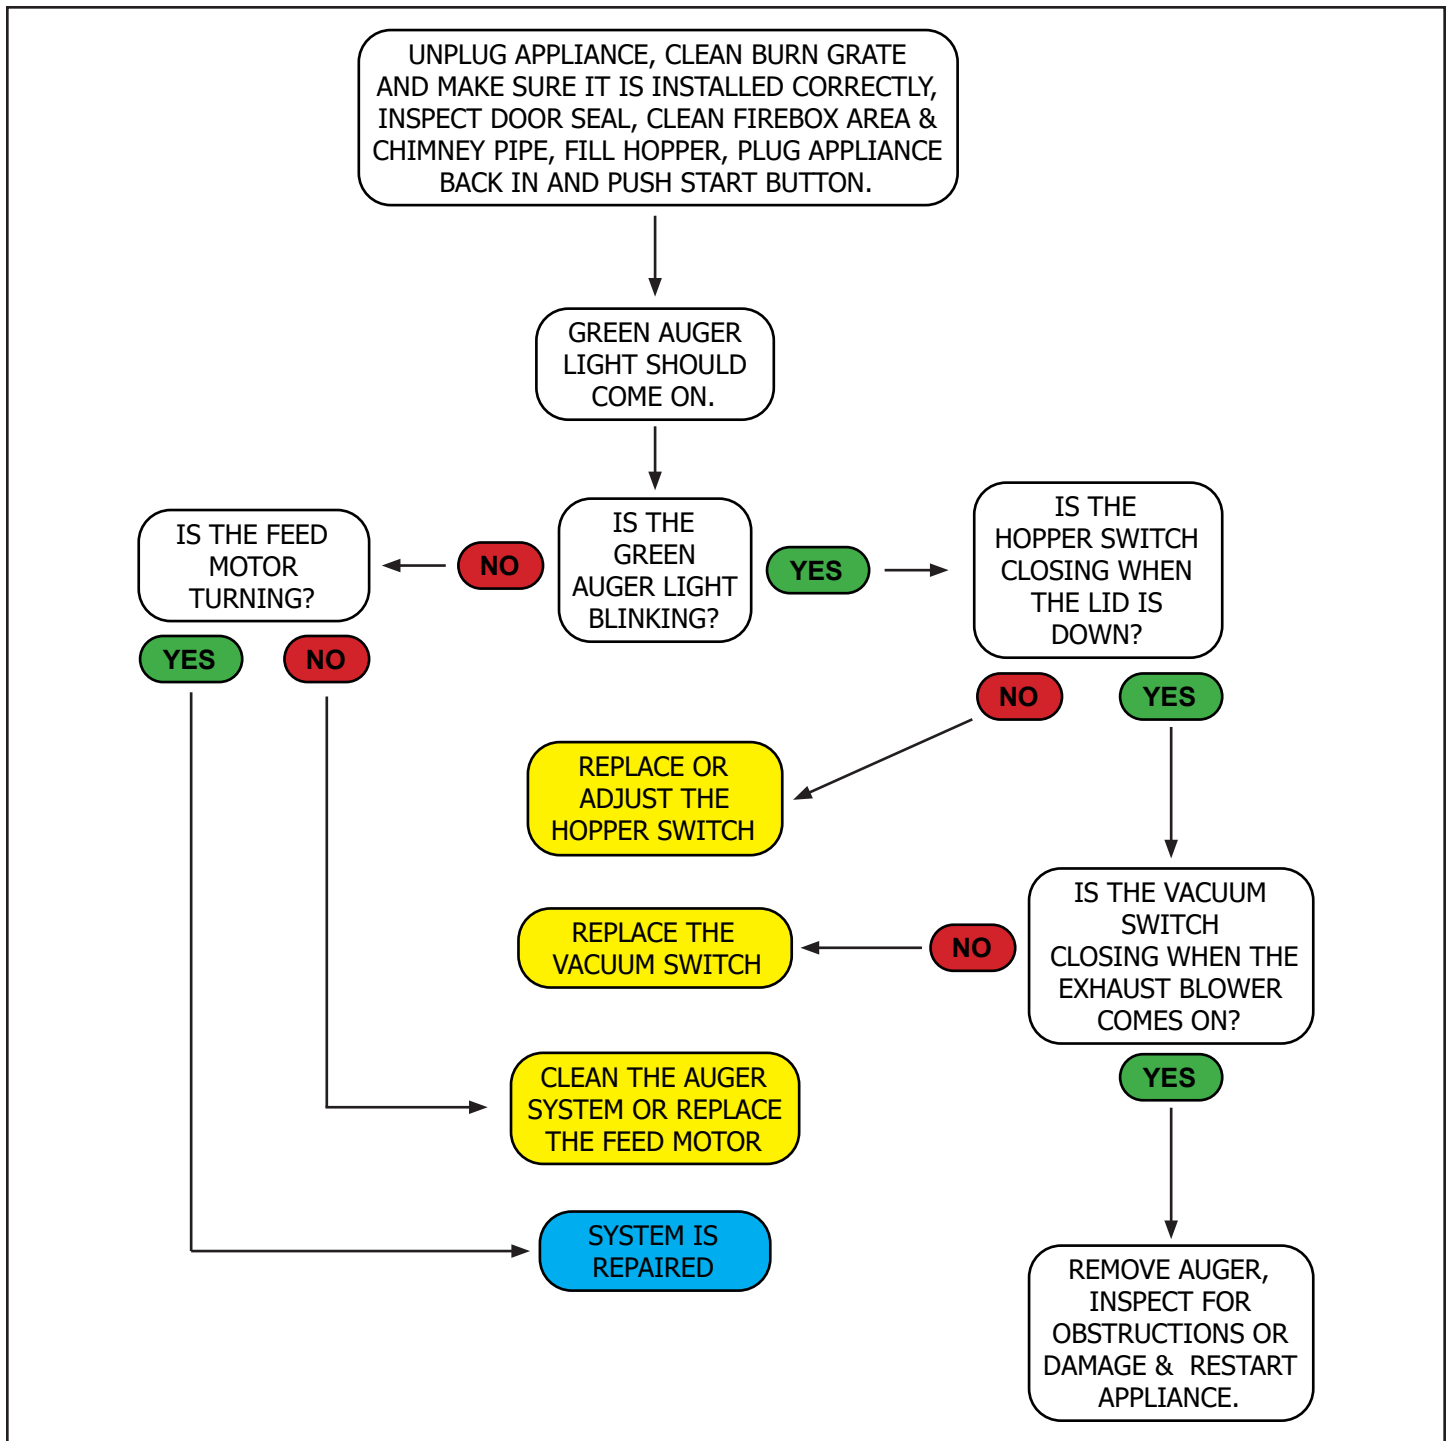 UNPLUG APPLIANCE, CLEAN BURN GRATE
AND MAKE SURE IT IS INSTALLED CORRECTLY,
INSPECT DOOR SEAL, CLEAN FIREBOX AREA &
CHIMNEY PIPE, FILL HOPPER, PLUG APPLIANCE
BACK IN AND PUSH START BUTTON.
GREEN AUGER
LIGHT SHOULD
COME ON.
IS THE
GREEN
AUGER LIGHT
BLINKING?
NO
YES
IS THE FEED
MOTOR
TURNING?
YES
NO
IS THE
HOPPER SWITCH
CLOSING WHEN
THE LID IS
DOWN?
NO
YES
REPLACE OR
ADJUST THE
HOPPER SWITCH
IS THE VACUUM
SWITCH
CLOSING WHEN THE
EXHAUST BLOWER
COMES ON?
NO
REPLACE THE
VACUUM SWITCH
YES
CLEAN THE AUGER
SYSTEM OR REPLACE
THE FEED MOTOR
SYSTEM IS
REPAIRED
REMOVE AUGER,
INSPECT FOR
OBSTRUCTIONS OR
DAMAGE & RESTART
APPLIANCE.